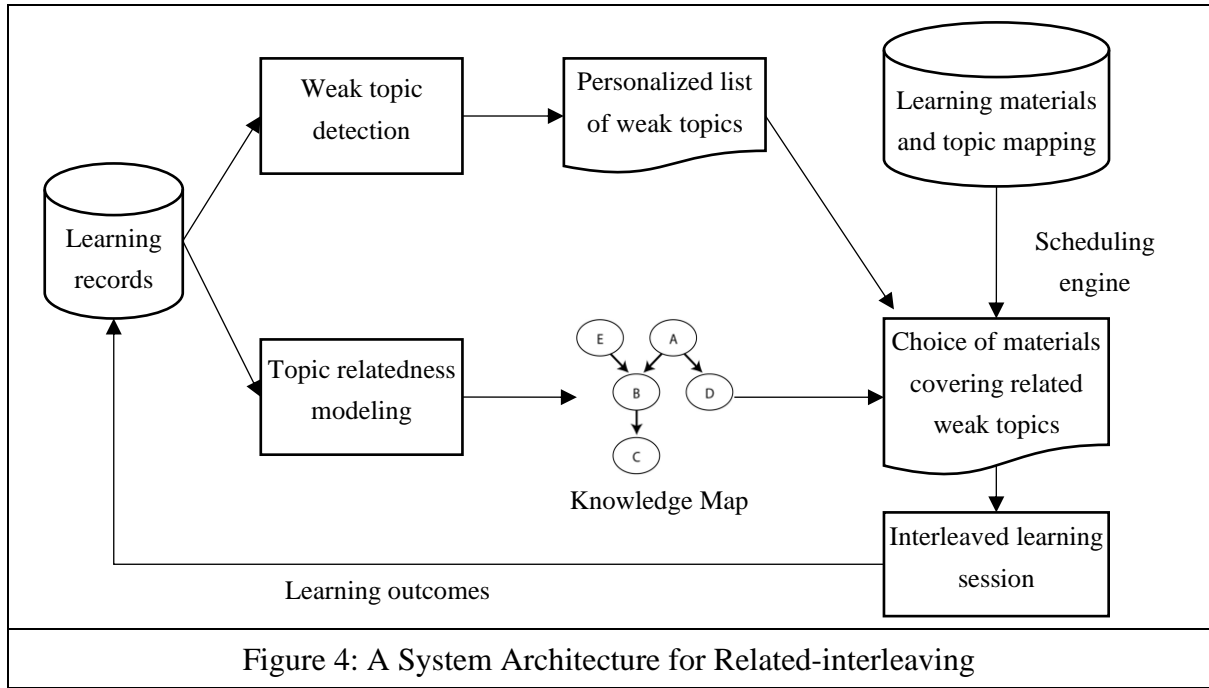 Weak topic
detection
Personalized list
of weak topics
Learning materials
and topic mapping
Learning
records
Scheduling
engine
Topic relatedness
modeling
E
A
B
D
C
Knowledge Map
Choice of materials
covering related
weak topics
Interleaved learning
session
Learning outcomes
Figure 4: A System Architecture for Related-interleaving